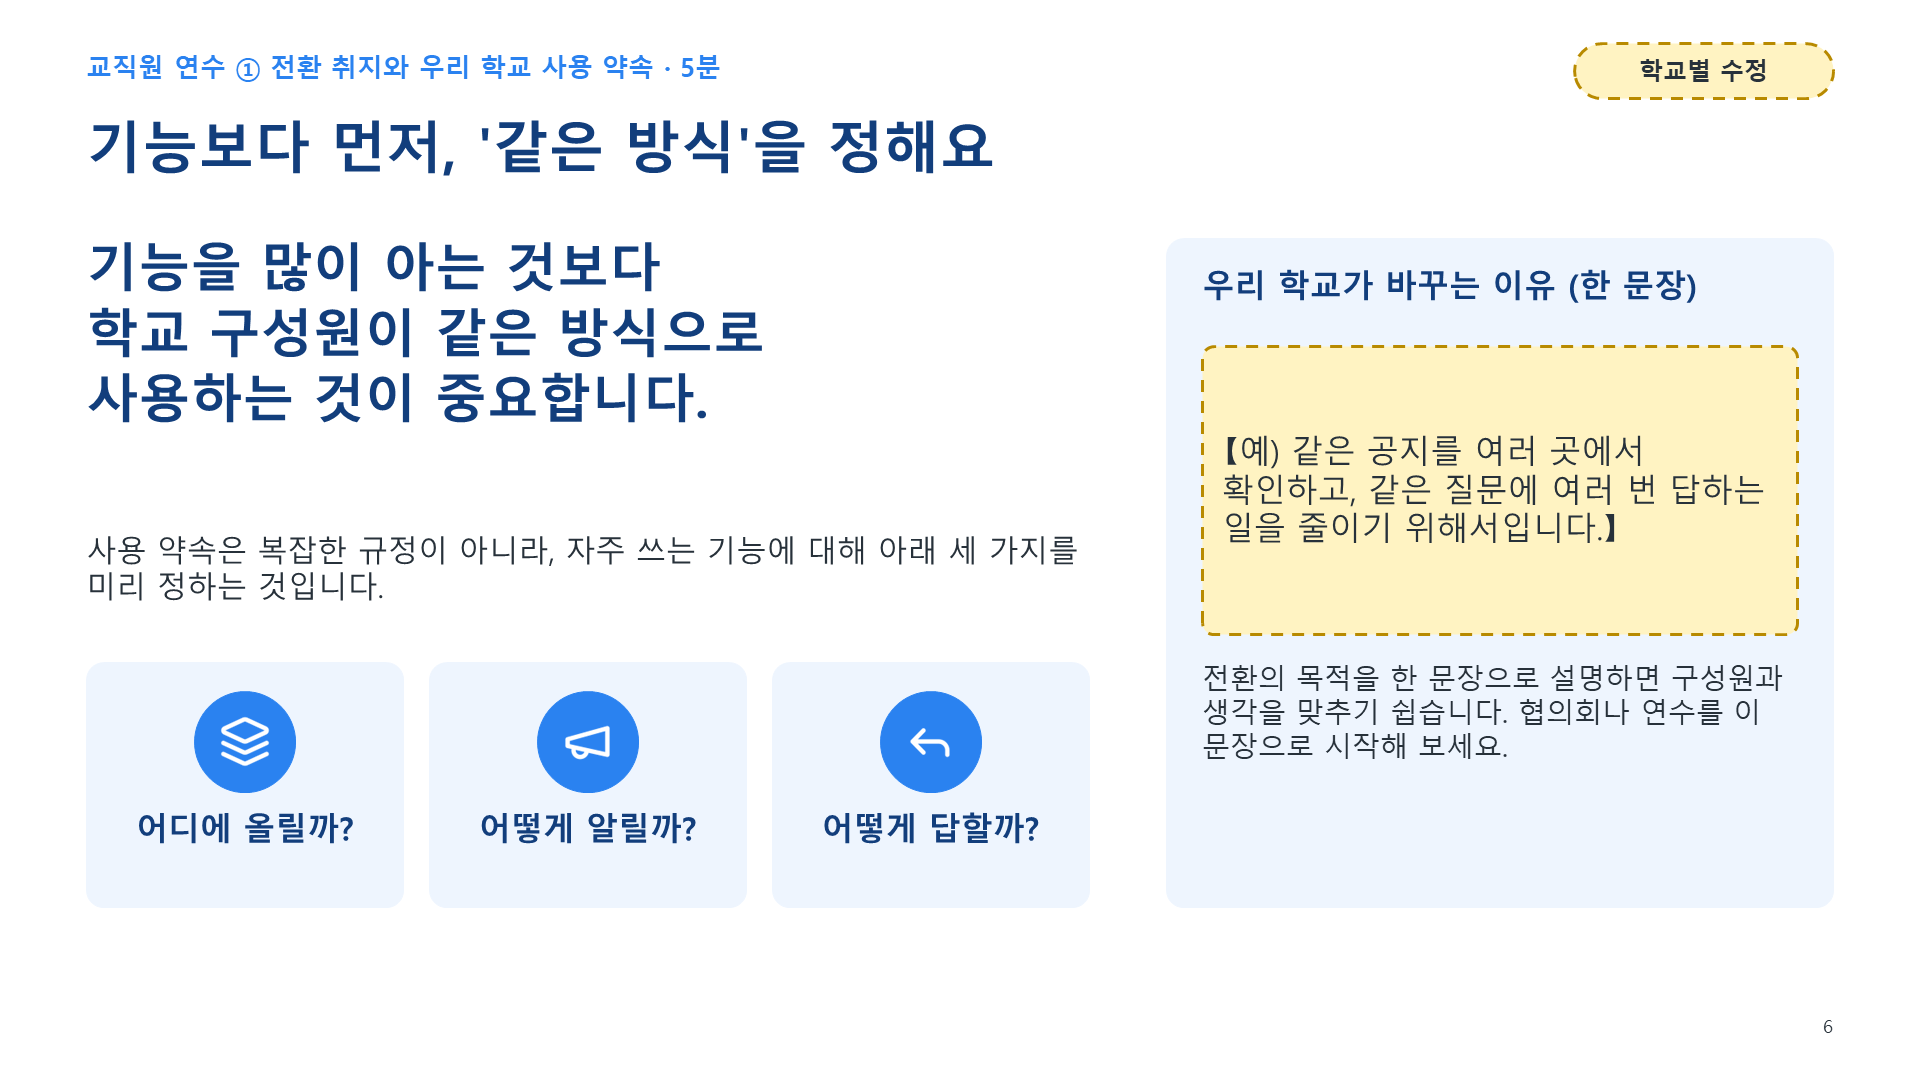 교직원 연수 ① 전환 취지와 우리 학교 사용 약속 · 5분
학교별 수정
기능보다 먼저, '같은 방식'을 정해요
기능을 많이 아는 것보다
학교 구성원이 같은 방식으로
사용하는 것이 중요합니다.
사용 약속은 복잡한 규정이 아니라, 자주 쓰는 기능에 대해 아래 세 가지를
미리 정하는 것입니다.
어디에 올릴까?
어떻게 알릴까?
어떻게 답할까?
우리 학교가 바꾸는 이유 (한 문장)
【예) 같은 공지를 여러 곳에서
확인하고, 같은 질문에 여러 번 답하는
일을 줄이기 위해서입니다.】
전환의 목적을 한 문장으로 설명하면 구성원과
생각을 맞추기 쉽습니다. 협의회나 연수를 이
문장으로 시작해 보세요.
6